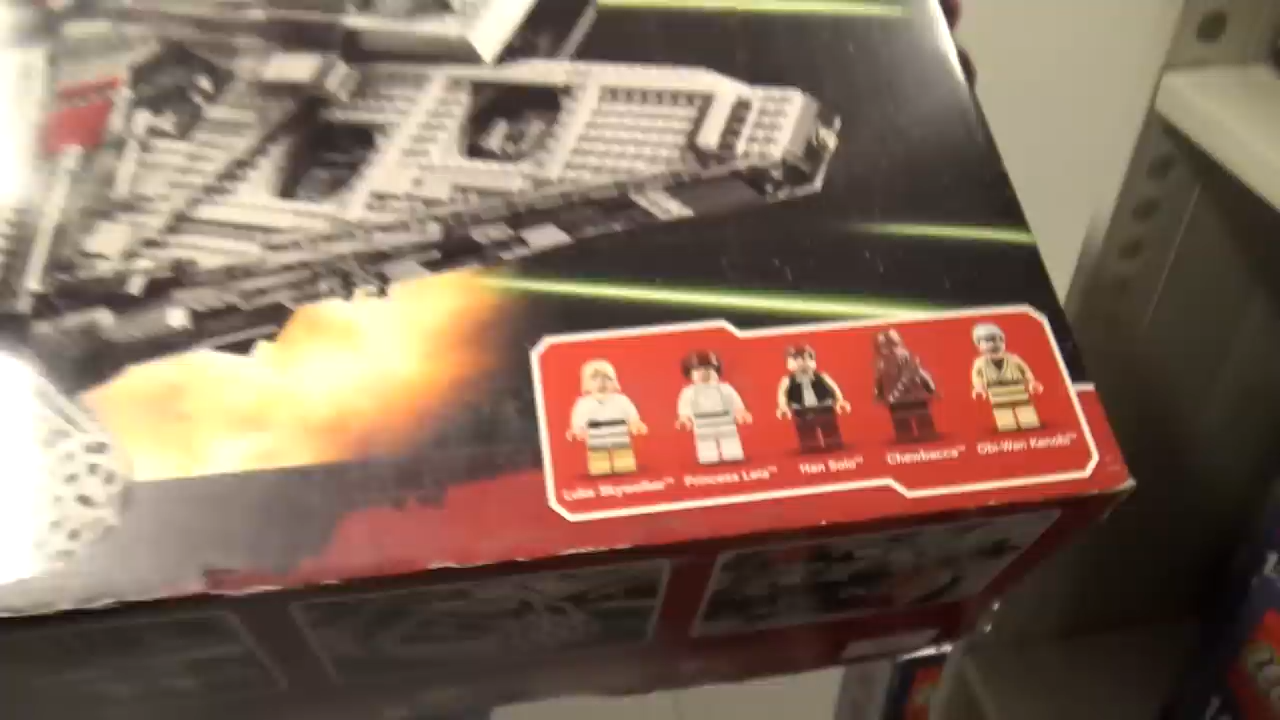 Luke Skywalker™
Princess Leia™
Han Solo™
Chewbacca™
Obi-Wan Kenobi™